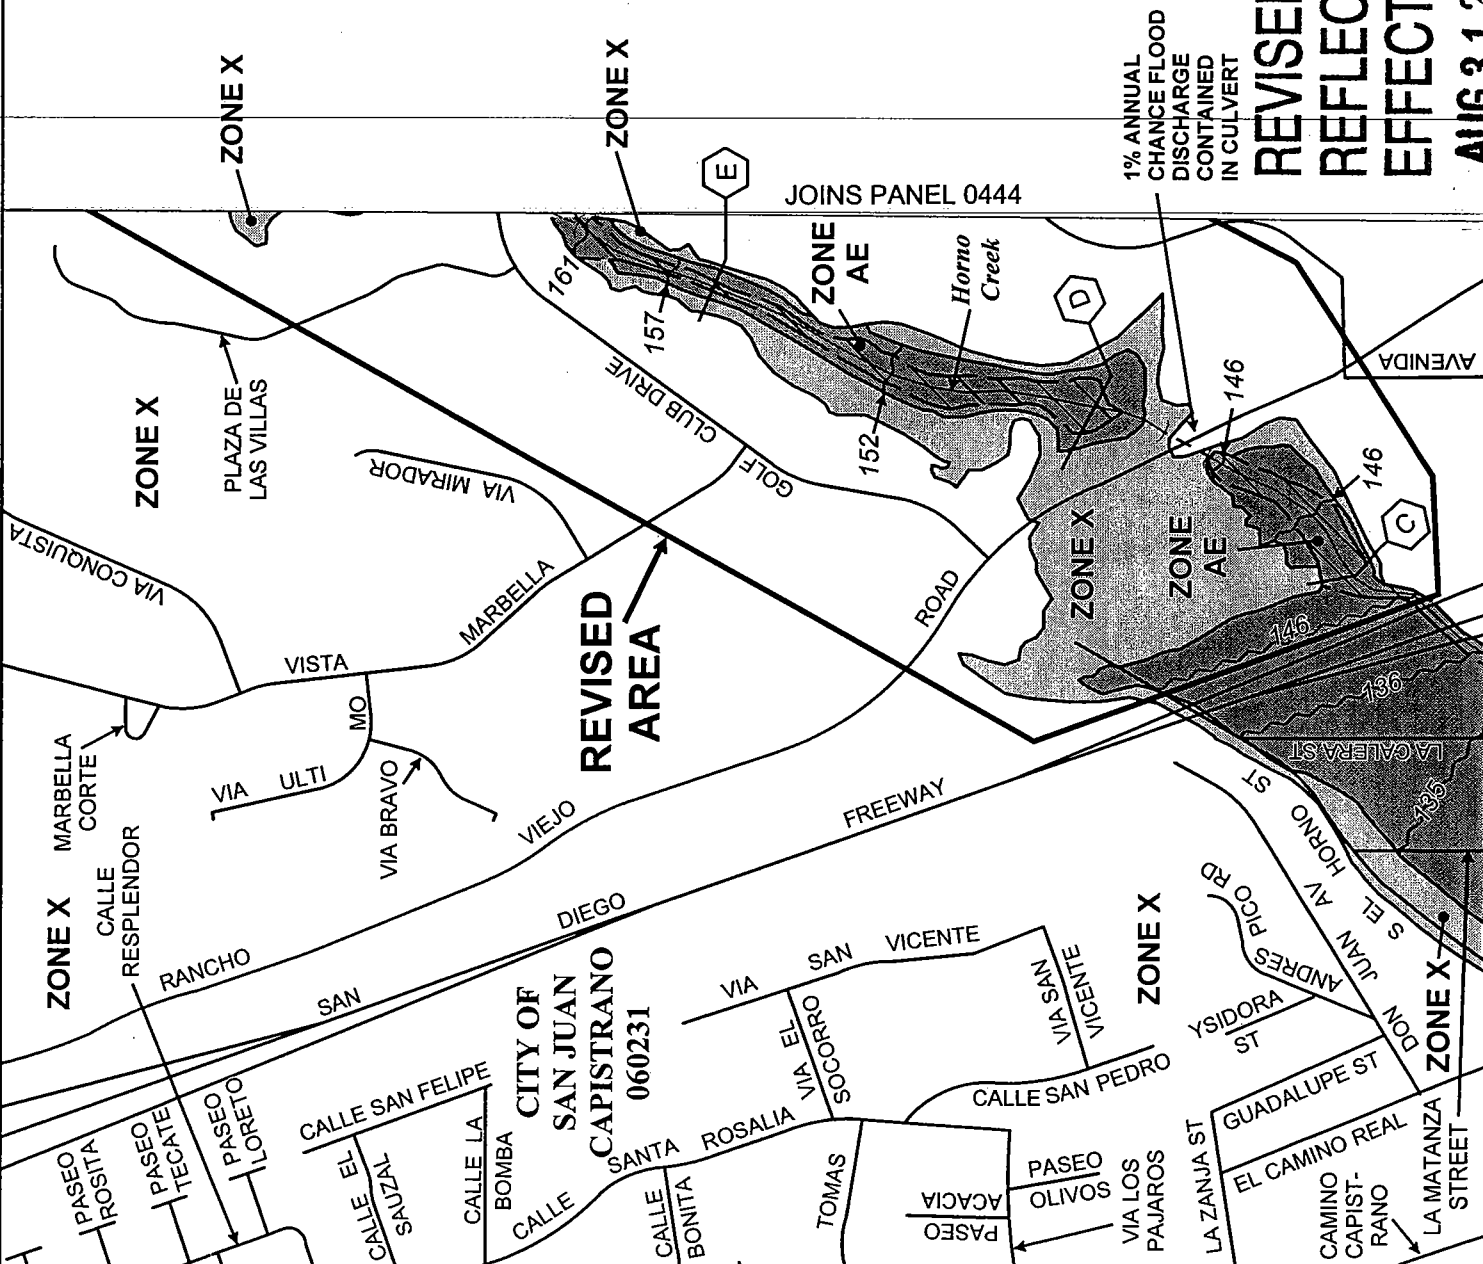 ZONE X
ZONE X
1% ANNUAL
CHANCE FLOOD
DISCHARGE
CONTAINED
IN CULVERT
JOINS PANEL 0444
E
ZONE
AE
Horno
Creek
D
161
157
152
146
146
C
AVENIDA
PLAZA DE
LAS VILLAS
ZONE X
VIA MIRADOR
CLUB DRIVE
GOLF
VIA CONQUISTA
MARBELLA
VISTA
REVISED
AREA
ROAD
ZONE X
ZONE
AE
146
136
LA CALERA ST
135
MARBELLA
CORTE
MO
VIA ULTI
VIA BRAVO
VIEJO
FREEWAY
ST
HORNO
AV
S EL
ZONE X
CALLE
RESPLENDOR
RANCHO
DIEGO
SAN
CITY OF
SAN JUAN
CAPISTRANO
060231
VIA SAN VICENTE
VIA EL
SOCORRO
VIA SAN
VICENTE
ZONE X
ANDRES PICO RD
DON JUAN
YSIDORA
ST
ZONE X
PASEO
ROSITA
PASEO
TECATE
PASEO
LORETO
CALLE SAN FELIPE
CALLE EL
SAUZAL
CALLE LA
BOMBA
CALLE SANTA ROSALIA
CALLE
BONITA
TOMAS
CALLE SAN PEDRO
PASEO
ACACIA
PASEO
OLIVOS
VIA LOS
PAJAROS
LA ZANJA ST
GUADALUPE ST
EL CAMINO REAL
CAMINO
CAPIST-
RANO
LA MATANZA
STREET